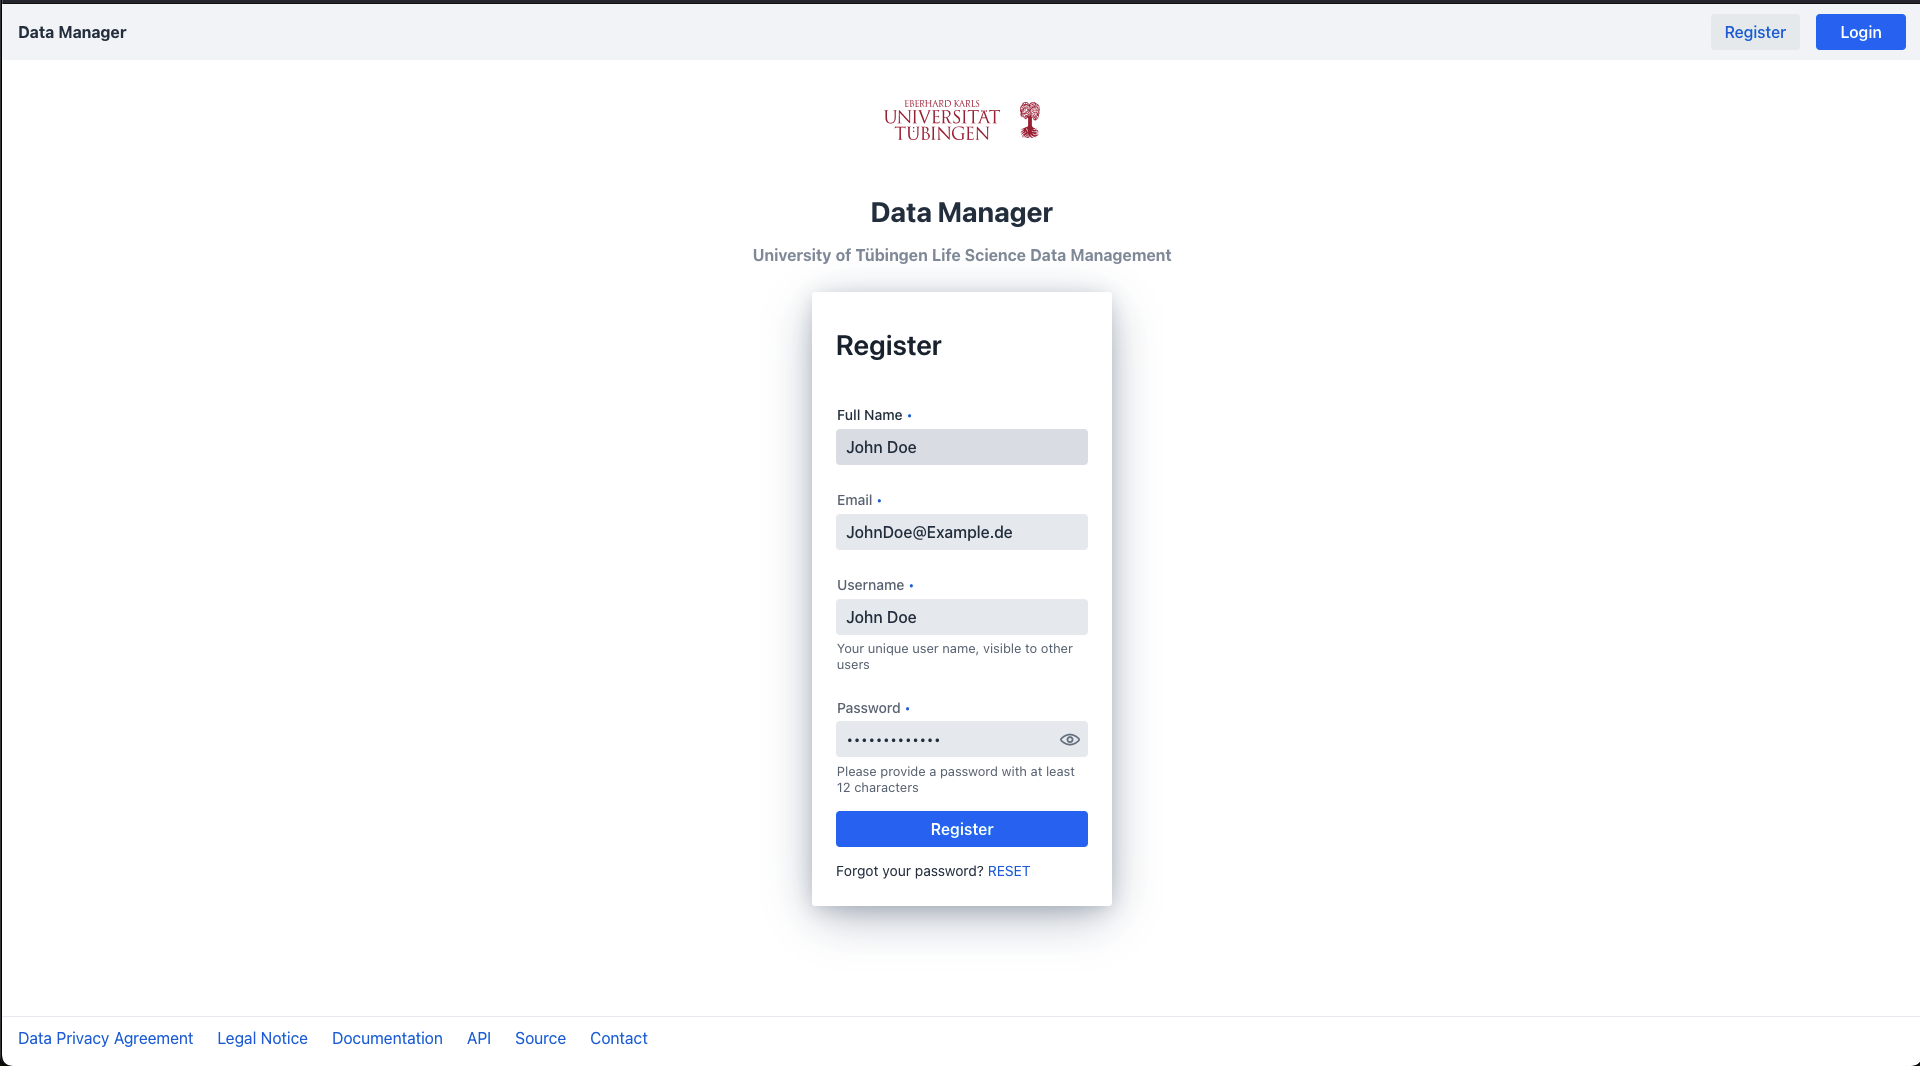 Data Manager
Register
Login
EBERHARD KARLS
UNIVERSITÄT
TÜBINGEN
Data Manager
University of Tübingen Life Science Data Management
Register
Full Name •
John Doe
Email •
JohnDoe@Example.de
Username •
John Doe
Your unique user name, visible to other
users
Password •
•••••••••••••
Please provide a password with at least
12 characters
Register
Forgot your password? RESET
Data Privacy Agreement Legal Notice Documentation API Source Contact